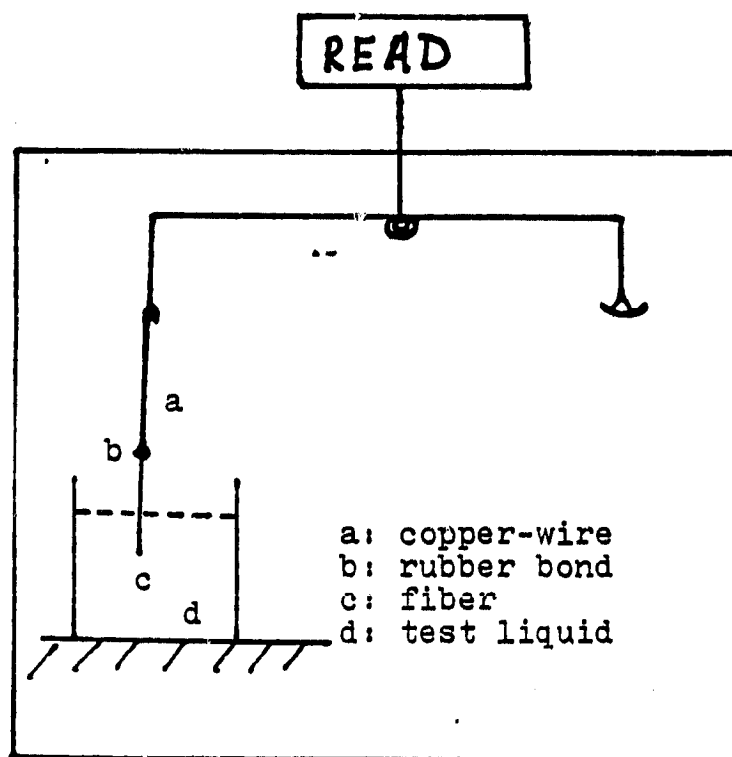 READ
a
b
c
d
a: copper-wire
b: rubber bond
c: fiber
d: test liquid